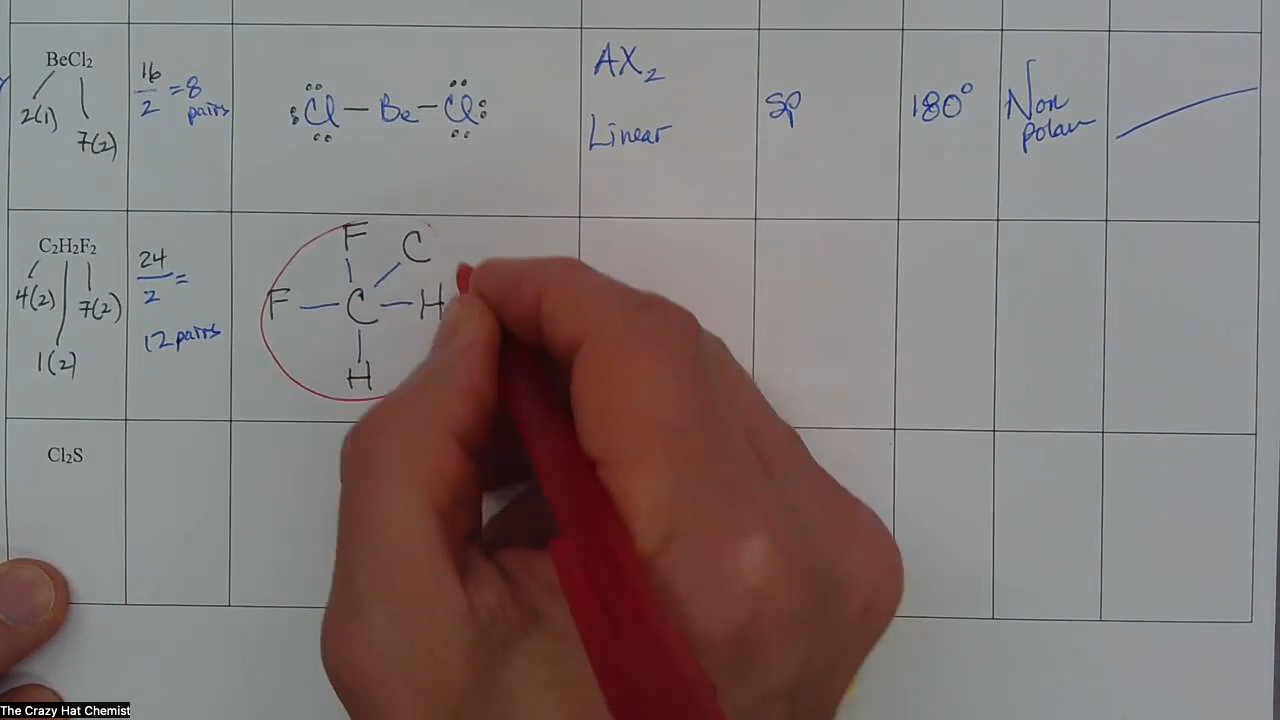 BeCl₂
2(1)
7(2)
16
2 = 8
pairs
Cl — Be — Cl
AX₂
Linear
sp
180°
Non
polar
C₂H₂F₂
4(2)
7(2)
1(2)
24
2 =
12 pairs
F C
F — C — H
H
Cl₂S
The Crazy Hat Chemist